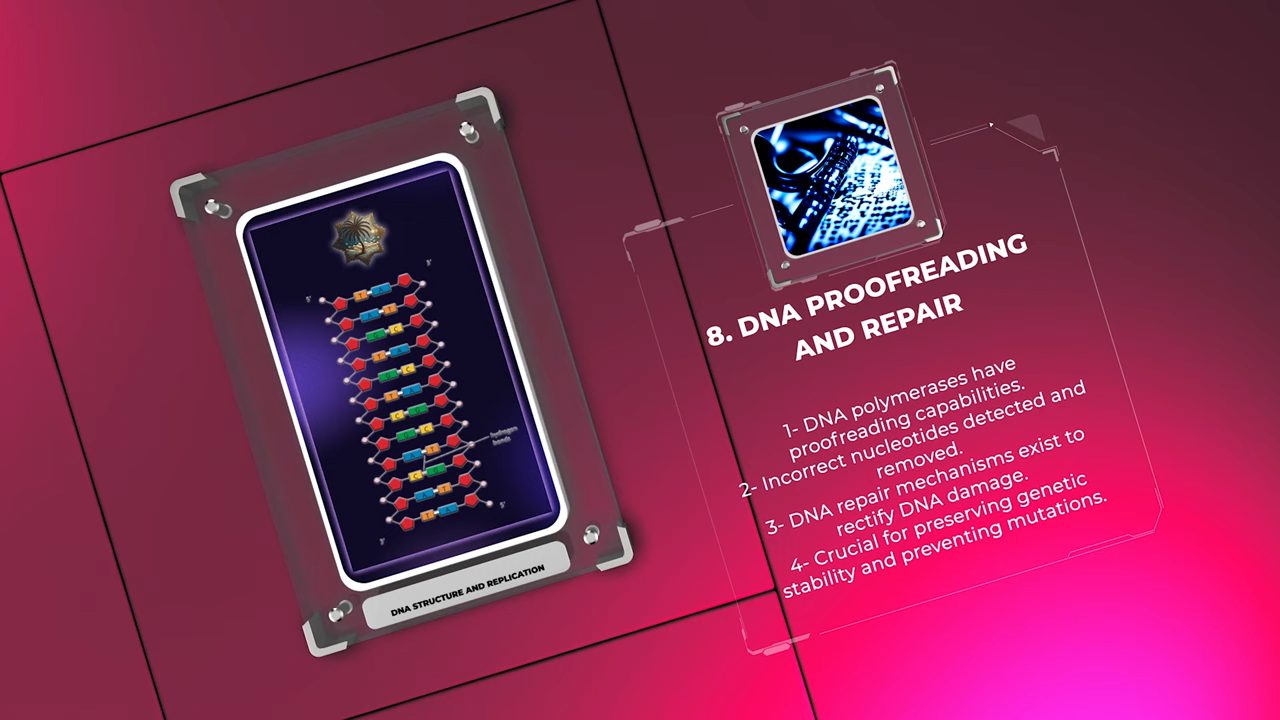 8. DNA PROOFREADING
AND REPAIR
1- DNA polymerases have
proofreading capabilities.
2- Incorrect nucleotides detected and
removed.
3- DNA repair mechanisms exist to
rectify DNA damage.
4- Crucial for preserving genetic
stability and preventing mutations.
hydrogen
bonds
DNA STRUCTURE AND REPLICATION